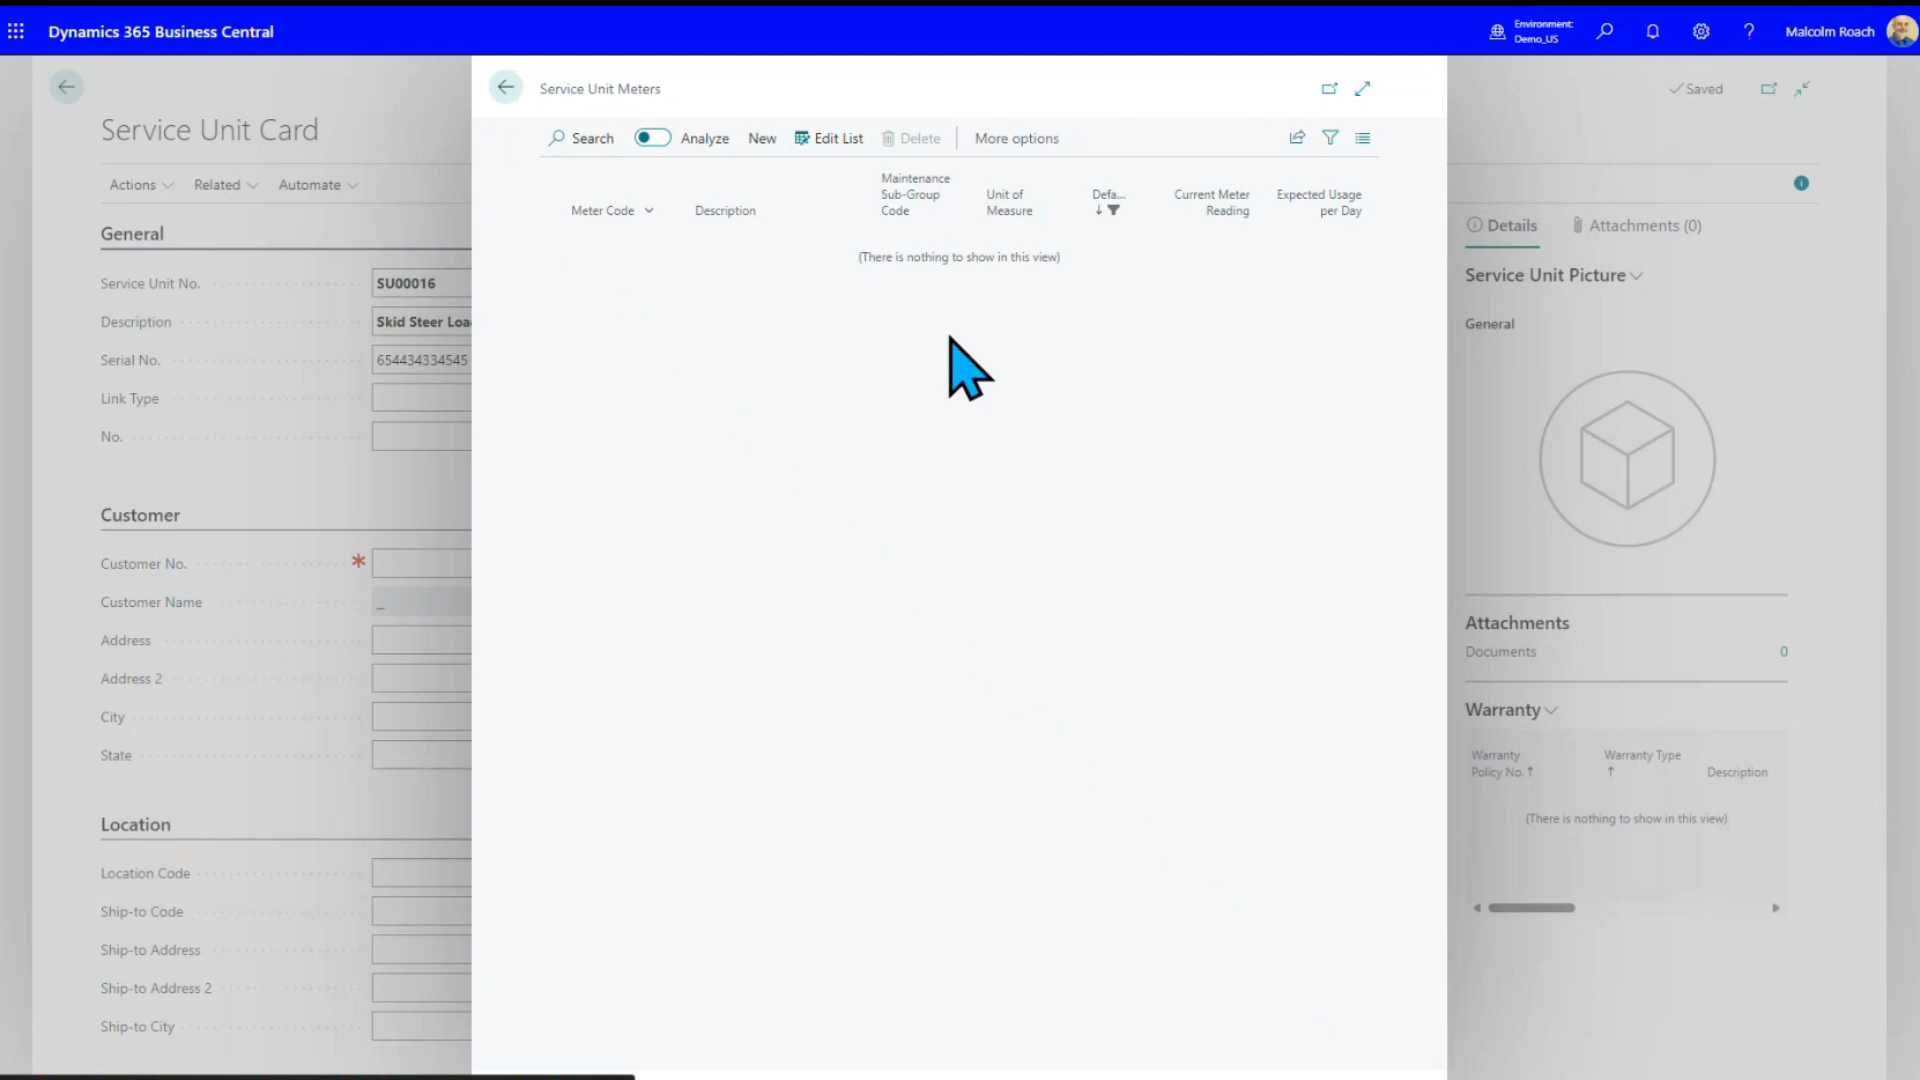 Dynamics 365 Business Central
Environment:
Demo_US
?
Malcolm Roach
Service Unit Card
Actions
Related
Automate
General
Service Unit No.
SU00016
Description
Skid Steer Loa
Serial No.
654434334545
Link Type
No.
Customer
Customer No.
*
Customer Name
_
Address
Address 2
City
State
Location
Location Code
Ship-to Code
Ship-to Address
Ship-to Address 2
Ship-to City
Service Unit Meters
Search
Analyze
New
Edit List
Delete
More options
Meter Code
Description
Maintenance
Sub-Group
Code
Unit of
Measure
Defa...
↓
Current Meter
Reading
Expected Usage
per Day
(There is nothing to show in this view)
✓Saved
Details
Attachments (0)
Service Unit Picture
General
Attachments
Documents
0
Warranty
Warranty
Policy No. ↑
Warranty Type
↑
Description
(There is nothing to show in this view)